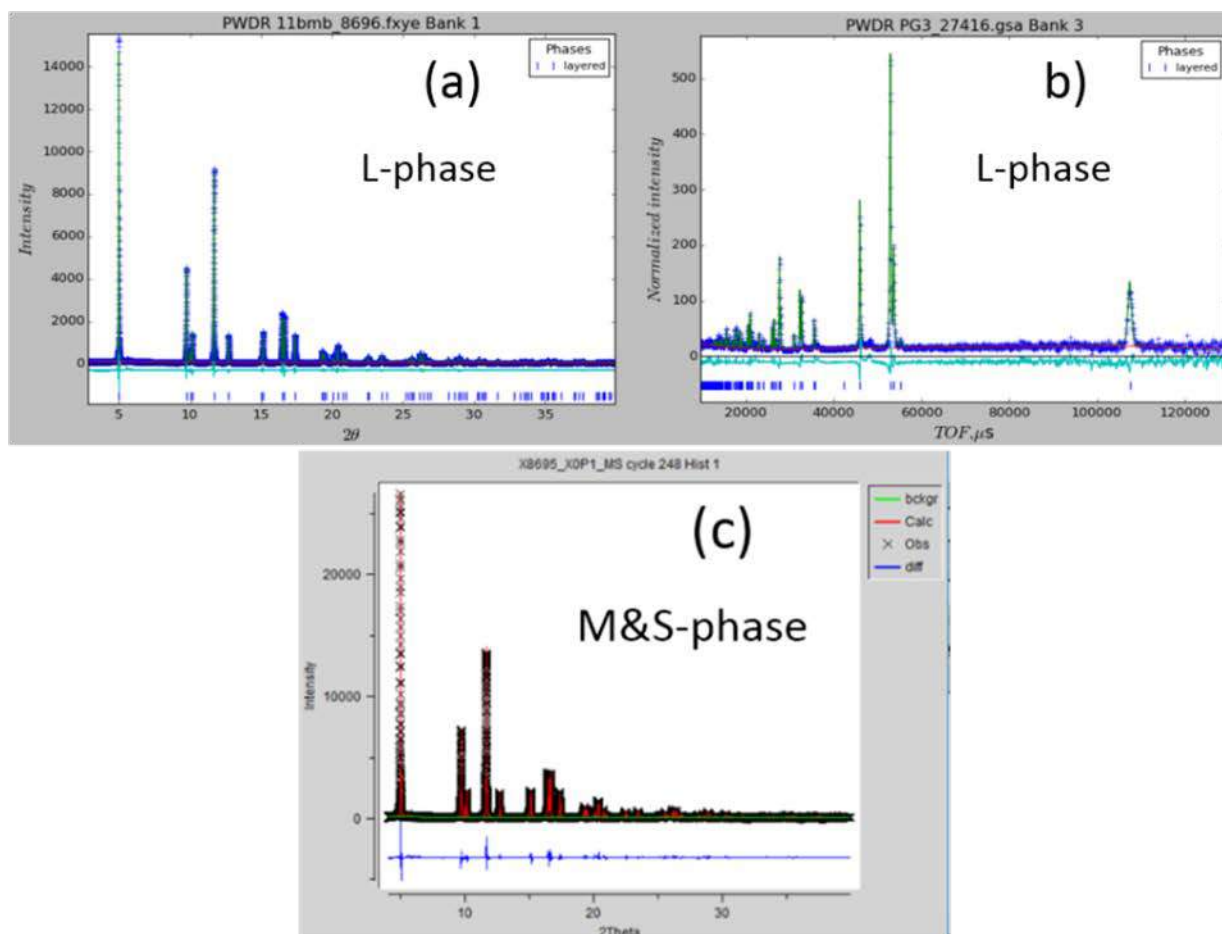 PWDR 11bmb_8696.fxye Bank 1
Phases
layered
(a)
L-phase
14000
12000
10000
8000
6000
4000
2000
0
Intensity
5 10 15 20 25 30 35
2θ
PWDR PG3_27416.gsa Bank 3
Phases
layered
b)
L-phase
500
400
300
200
100
0
Normalized intensity
20000 40000 60000 80000 100000 120000
TOF,μs
X8695_X0P1_MS cycle 248 Hist 1
bckgr
Calc
Obs
diff
(c)
M&S-phase
20000
10000
0
Intensity
10 20 30
2Theta